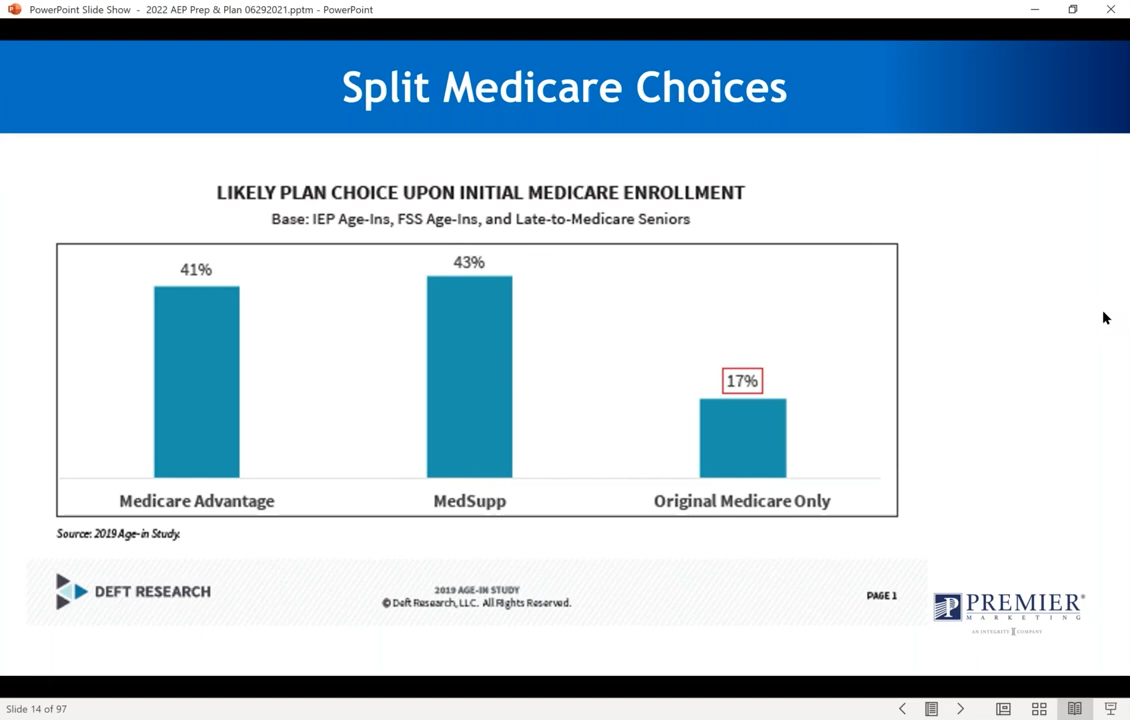 PowerPoint Slide Show - 2022 AEP Prep & Plan 06292021.pptm - PowerPoint
Split Medicare Choices
LIKELY PLAN CHOICE UPON INITIAL MEDICARE ENROLLMENT
Base: IEP Age-Ins, FSS Age-Ins, and Late-to-Medicare Seniors
41%
43%
17%
Medicare Advantage
MedSupp
Original Medicare Only
Source: 2019 Age-in Study.
DEFT RESEARCH
2019 AGE-IN STUDY
© Deft Research, LLC. All Rights Reserved.
PAGE 1
PREMIER®
MARKETING
AN INTEGRITY COMPANY
Slide 14 of 97